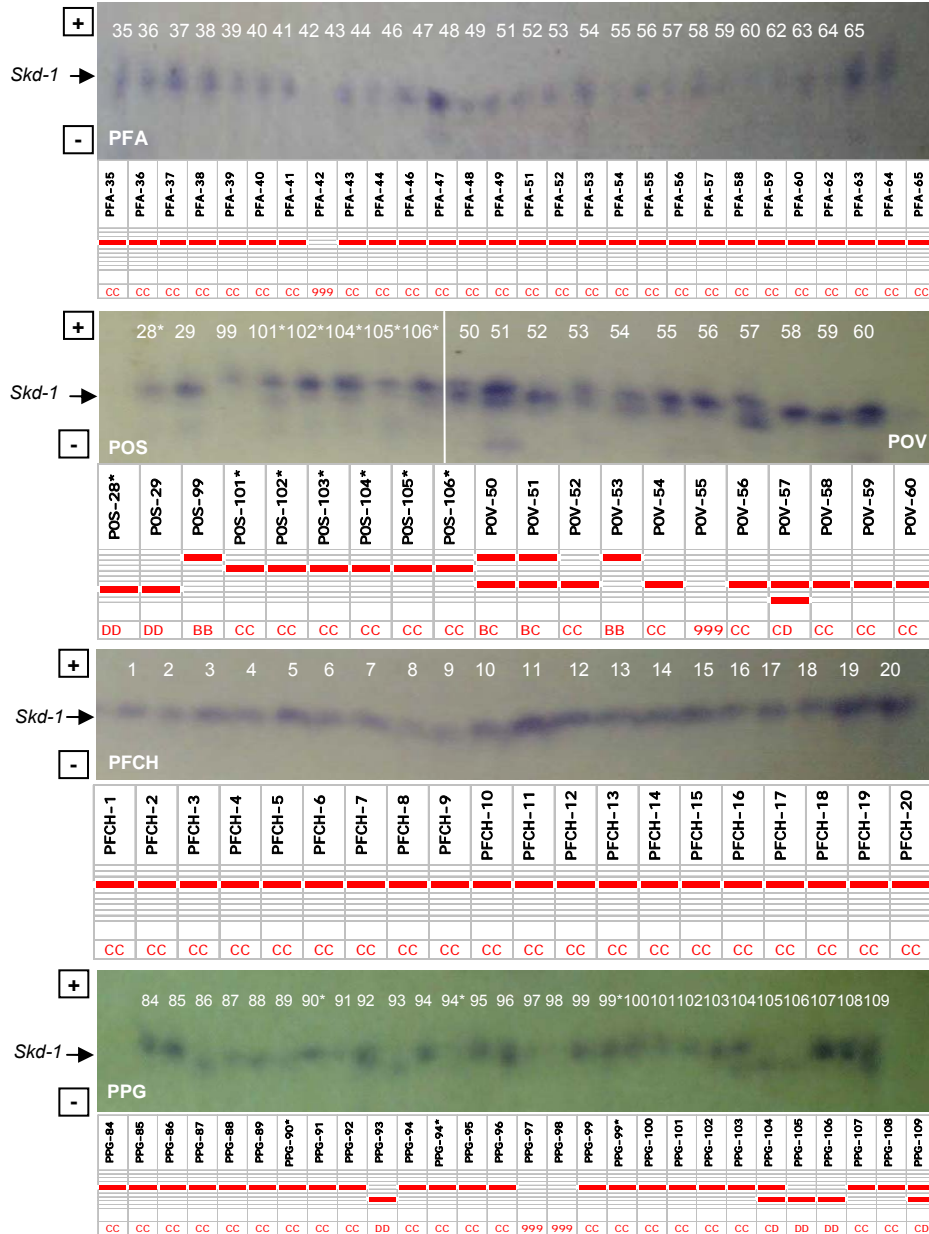 +
35 36 37 38 39 40 41 42 43 44 46 47 48 49 51 52 53 54 55 56 57 58 59 60 62 63 64 65
Skd-1
-
PFA
PFA-35 PFA-36 PFA-37 PFA-38 PFA-39 PFA-40 PFA-41 PFA-42 PFA-43 PFA-44 PFA-46 PFA-47 PFA-48 PFA-49 PFA-51 PFA-52 PFA-53 PFA-54 PFA-55 PFA-56 PFA-57 PFA-58 PFA-59 PFA-60 PFA-62 PFA-63 PFA-64 PFA-65
CC CC CC CC CC CC CC 999 CC CC CC CC CC CC CC CC CC CC CC CC CC CC CC CC CC CC CC CC
+
28* 29 99 101* 102* 104* 105* 106* 50 51 52 53 54 55 56 57 58 59 60
Skd-1
-
POS POV
POS-28* POS-29 POS-99 POS-101* POS-102* POS-103* POS-104* POS-105* POS-106* POV-50 POV-51 POV-52 POV-53 POV-54 POV-55 POV-56 POV-57 POV-58 POV-59 POV-60
DD DD BB CC CC CC CC CC CC BC BC CC BB CC 999 CC CD CC CC CC
+
1 2 3 4 5 6 7 8 9 10 11 12 13 14 15 16 17 18 19 20
Skd-1
-
PFCH
PFCH-1 PFCH-2 PFCH-3 PFCH-4 PFCH-5 PFCH-6 PFCH-7 PFCH-8 PFCH-9 PFCH-10 PFCH-11 PFCH-12 PFCH-13 PFCH-14 PFCH-15 PFCH-16 PFCH-17 PFCH-18 PFCH-19 PFCH-20
CC CC CC CC CC CC CC CC CC CC CC CC CC CC CC CC CC CC CC CC
+
84 85 86 87 88 89 90* 91 92 93 94 94* 95 96 97 98 99 99* 100 101 102 103 104 105 106 107 108 109
Skd-1
-
PPG
PPG-84 PPG-85 PPG-86 PPG-87 PPG-88 PPG-89 PPG-90* PPG-91 PPG-92 PPG-93 PPG-94 PPG-94* PPG-95 PPG-96 PPG-97 PPG-98 PPG-99 PPG-99* PPG-100 PPG-101 PPG-102 PPG-103 PPG-104 PPG-105 PPG-106 PPG-107 PPG-108 PPG-109
CC CC CC CC CC CC CC CC CC DD CC CC CC CC 999 999 CC CC CC CC CC CC CD DD DD CC CC CD